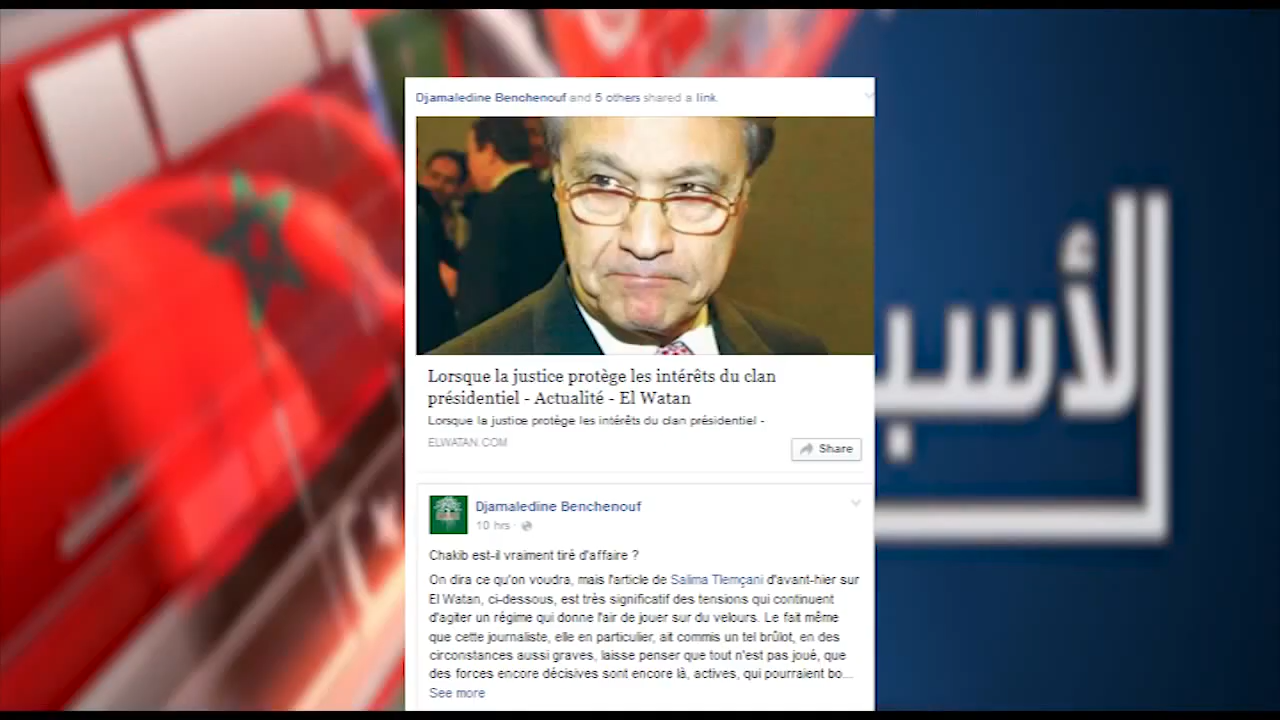 Djamaledine Benchenouf and 5 others shared a link.
Lorsque la justice protège les intérêts du clan
présidentiel - Actualité - El Watan
Lorsque la justice protège les intérêts du clan présidentiel -
ELWATAN.COM
Share
Djamaledine Benchenouf
10 hrs ·
Chakib est-il vraiment tiré d'affaire ?
On dira ce qu'on voudra, mais l'article de Salima Tlemçani d'avant-hier sur
El Watan, ci-dessous, est très significatif des tensions qui continuent
d'agiter un régime qui donne l'air de jouer sur du velours. Le fait même
que cette journaliste, elle en particulier, ait commis un tel brûlot, en des
circonstances aussi graves, laisse penser que tout n'est pas joué, que
des forces encore décisives sont encore là, actives, qui pourraient bo...
See more